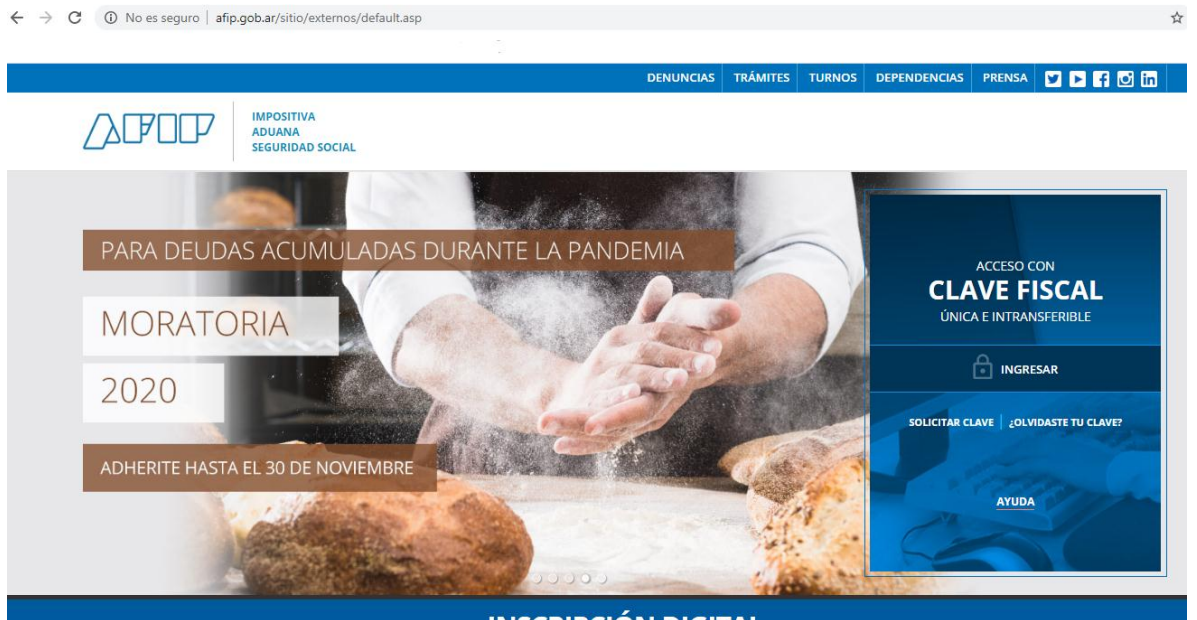 No es seguro | afip.gob.ar/sitio/externos/default.asp
DENUNCIAS TRÁMITES TURNOS DEPENDENCIAS PRENSA
AFIP
IMPOSITIVA
ADUANA
SEGURIDAD SOCIAL
PARA DEUDAS ACUMULADAS DURANTE LA PANDEMIA
MORATORIA
2020
ADHERITE HASTA EL 30 DE NOVIEMBRE
ACCESO CON
CLAVE FISCAL
ÚNICA E INTRANSFERIBLE
INGRESAR
SOLICITAR CLAVE | ¿OLVIDASTE TU CLAVE?
AYUDA
INSCRIPCIÓN DIGITAL